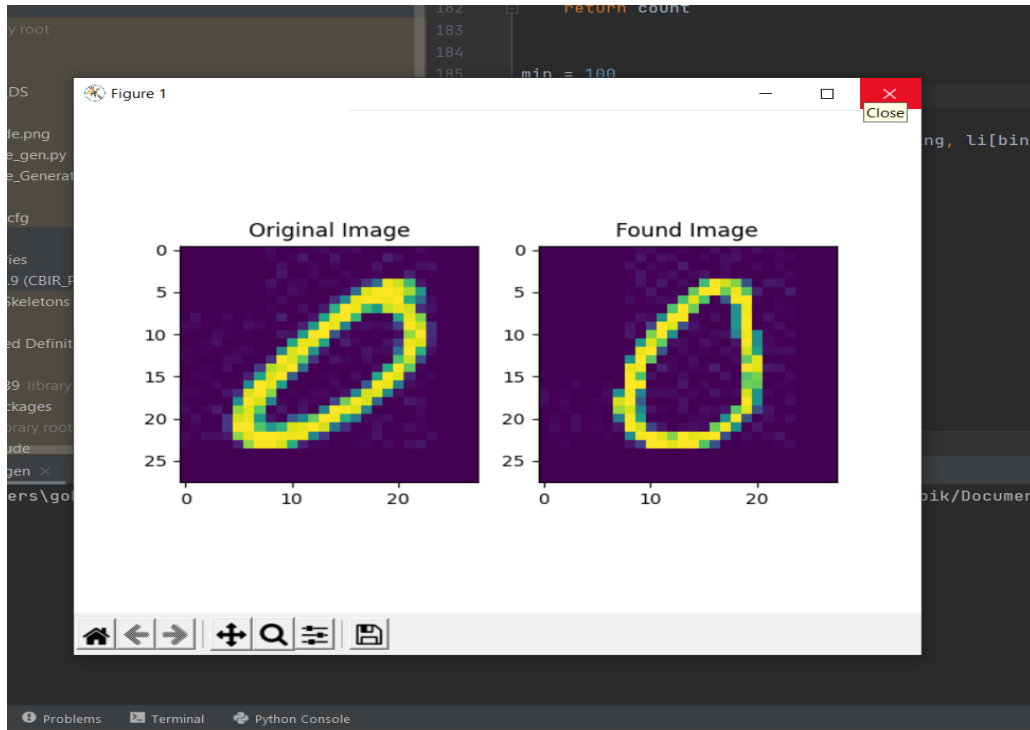 182 return count
y root
183
184
185 min = 100
DS
Figure 1
Close
de.png
ng, li[bin
e_gen.py
e_Generat
cfg
Original Image
Found Image
ries
.9 (CBIR_P
Skeletons
ed Definit
39 library
ckages
brary root
ude
0
5
10
15
20
25
0 10 20
0
5
10
15
20
25
0 10 20
gen
ers\go
bik/Documen
Problems Terminal Python Console